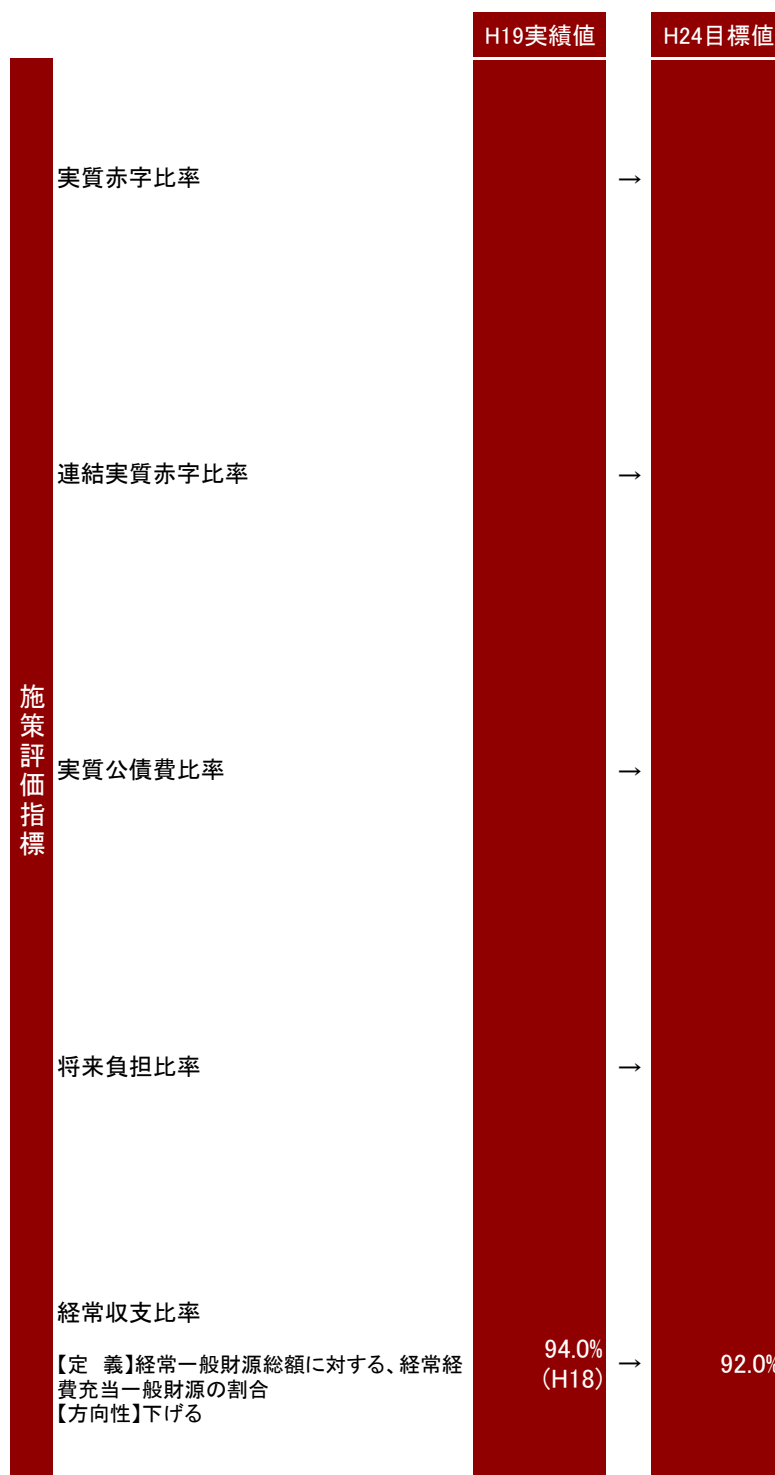 H19実績値 H24目標値
施策評価指標
実質赤字比率 →
連結実質赤字比率 →
実質公債費比率 →
将来負担比率 →
経常収支比率
【定　義】経常一般財源総額に対する、経常経
費充当一般財源の割合
【方向性】下げる
94.0%
(H18)
→
92.0%